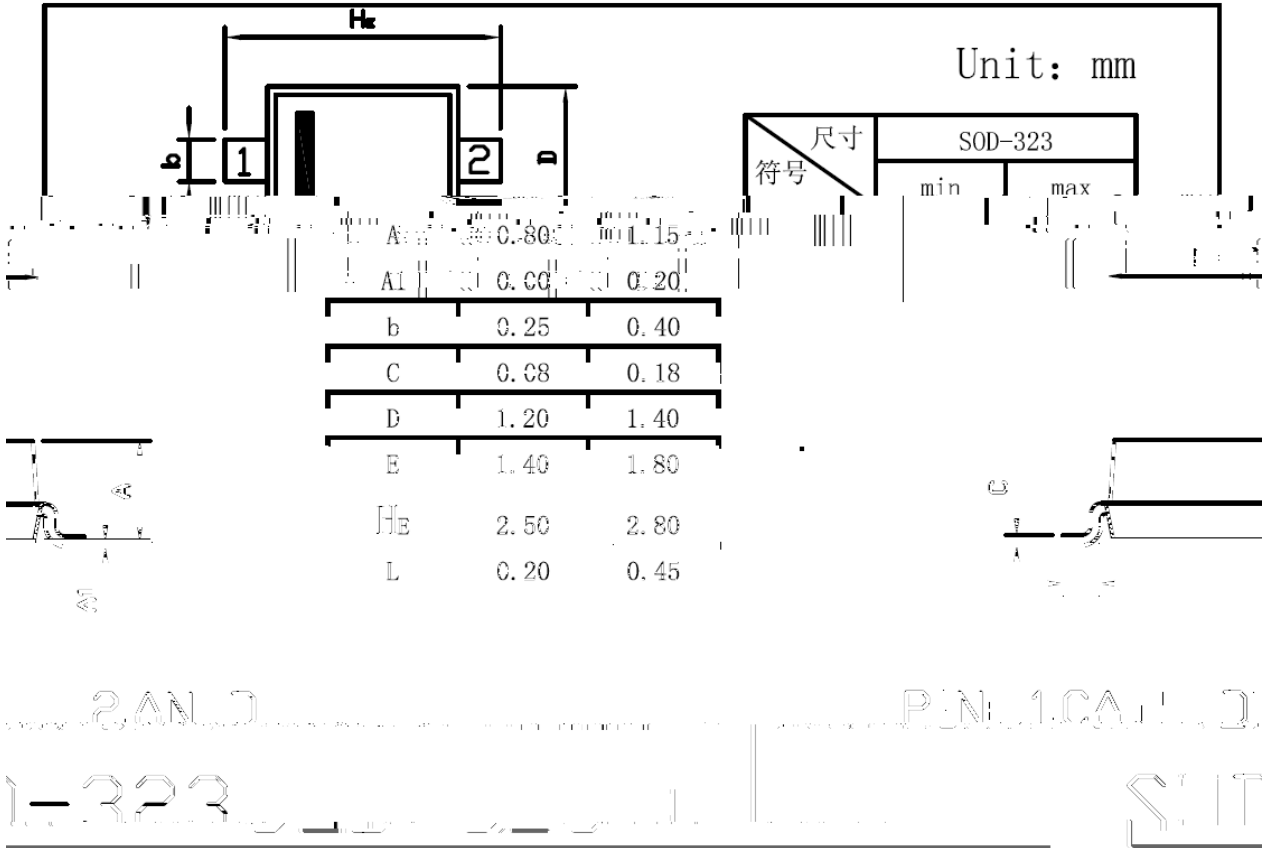 HE
Unit: mm
尺寸 SOD-323
符号 min max
b 1 2 D
A 0.80 1.15
A1 0.00 0.20
b 0.25 0.40
C 0.08 0.18
D 1.20 1.40
E 1.40 1.80
HE 2.50 2.80
L 0.20 0.45
A C
A1
-323